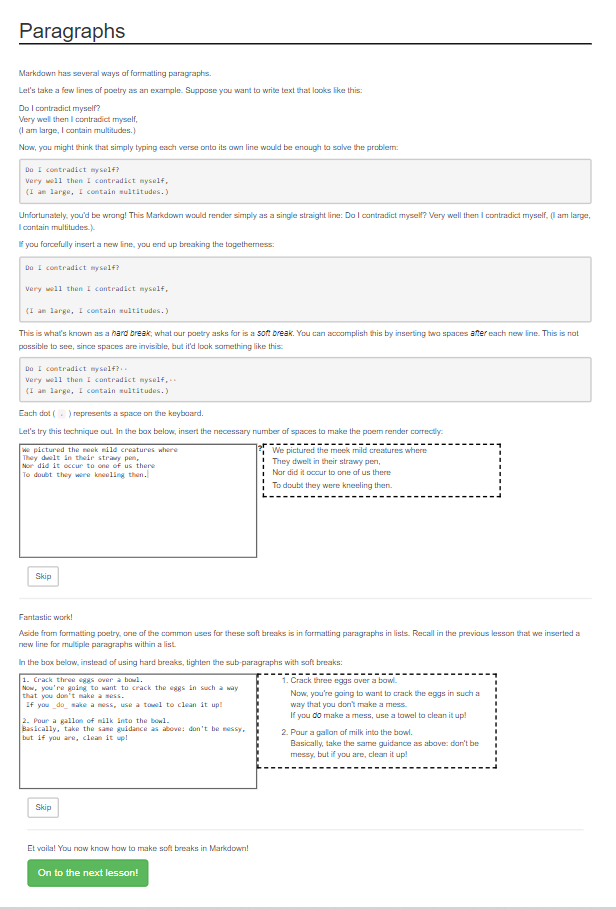 Paragraphs
Markdown has several ways of formatting paragraphs.
Let's take a few lines of poetry as an example. Suppose you want to write text that looks like this:
Do I contradict myself?
Very well then I contradict myself,
(I am large, I contain multitudes.)
Now, you might think that simply typing each verse onto its own line would be enough to solve the problem:
Do I contradict myself?
Very well then I contradict myself,
(I am large, I contain multitudes.)
Unfortunately, you'd be wrong! This Markdown would render simply as a single straight line: Do I contradict myself? Very well then I contradict myself, (I am large,
I contain multitudes.).
If you forcefully insert a new line, you end up breaking the togetherness:
Do I contradict myself?
Very well then I contradict myself,
(I am large, I contain multitudes.)
This is what's known as a hard break; what our poetry asks for is a soft break. You can accomplish this by inserting two spaces after each new line. This is not
possible to see, since spaces are invisible, but it'd look something like this:
Do I contradict myself?··
Very well then I contradict myself,··
(I am large, I contain multitudes.)
Each dot ( · ) represents a space on the keyboard.
Let's try this technique out. In the box below, insert the necessary number of spaces to make the poem render correctly:
We pictured the meek mild creatures where
They dwelt in their strawy pen,
Nor did it occur to one of us there
To doubt they were kneeling then.
?
We pictured the meek mild creatures where
They dwelt in their strawy pen,
Nor did it occur to one of us there
To doubt they were kneeling then.
Skip
Fantastic work!
Aside from formatting poetry, one of the common uses for these soft breaks is in formatting paragraphs in lists. Recall in the previous lesson that we inserted a
new line for multiple paragraphs within a list.
In the box below, instead of using hard breaks, tighten the sub-paragraphs with soft breaks:
1. Crack three eggs over a bowl.
Now, you're going to want to crack the eggs in such a way
that you don't make a mess.
If you _do_ make a mess, use a towel to clean it up!
2. Pour a gallon of milk into the bowl.
Basically, take the same guidance as above: don't be messy,
but if you are, clean it up!
1. Crack three eggs over a bowl.
Now, you're going to want to crack the eggs in such a
way that you don't make a mess.
If you do make a mess, use a towel to clean it up!
2. Pour a gallon of milk into the bowl.
Basically, take the same guidance as above: don't be
messy, but if you are, clean it up!
Skip
Et voila! You now know how to make soft breaks in Markdown!
On to the next lesson!